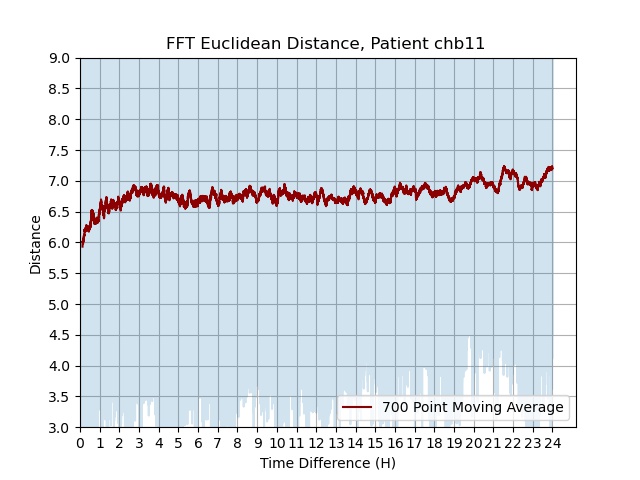 FFT Euclidean Distance, Patient chb11
9.0
8.5
8.0
7.5
7.0
6.5
6.0
5.5
5.0
4.5
4.0
3.5
3.0
Distance
700 Point Moving Average
0 1 2 3 4 5 6 7 8 9 10 11 12 13 14 15 16 17 18 19 20 21 22 23 24
Time Difference (H)